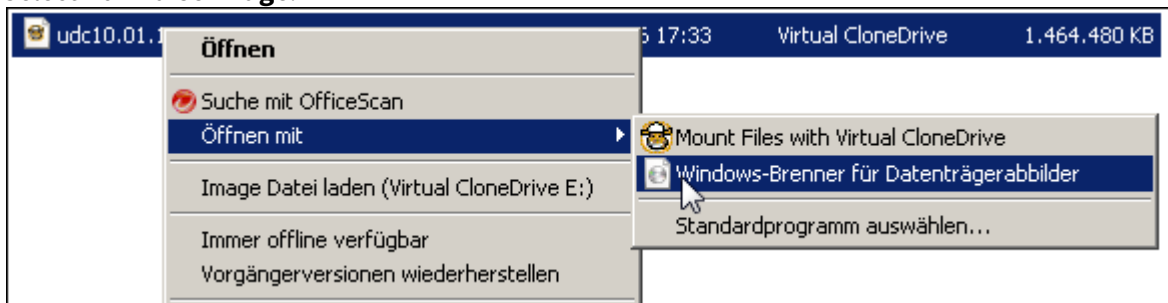 udc10.01.1
17:33
Virtual CloneDrive
1.464.480 KB
Öffnen
Suche mit OfficeScan
Öffnen mit
Mount Files with Virtual CloneDrive
Windows-Brenner für Datenträgerabbilder
Standardprogramm auswählen...
Image Datei laden (Virtual CloneDrive E:)
Immer offline verfügbar
Vorgängerversionen wiederherstellen